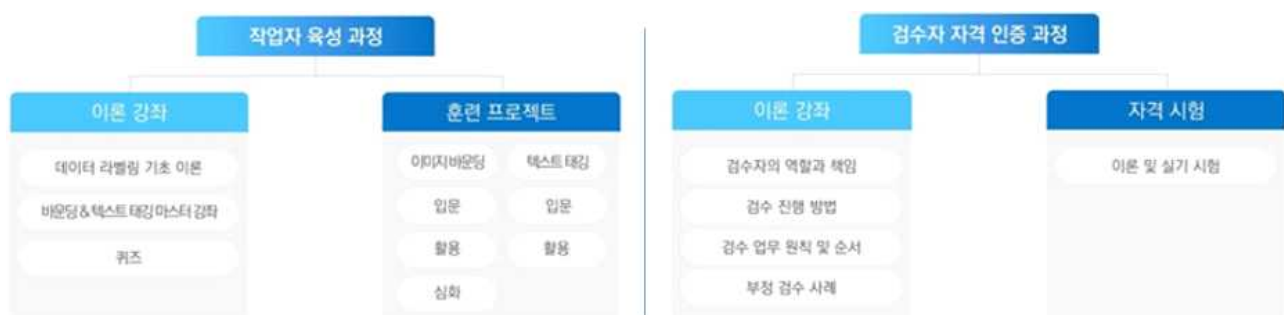 작업자 육성 과정
이론 강좌
데이터 라벨링 기초 이론
바운딩&텍스트 태깅 마스터 강좌
퀴즈
훈련 프로젝트
이미지 바운딩 텍스트 태깅
입문 입문
활용 활용
심화
검수자 자격 인증 과정
이론 강좌
검수자의 역할과 책임
검수 진행 방법
검수 업무 원칙 및 순서
부정 검수 사례
자격 시험
이론 및 실기 시험